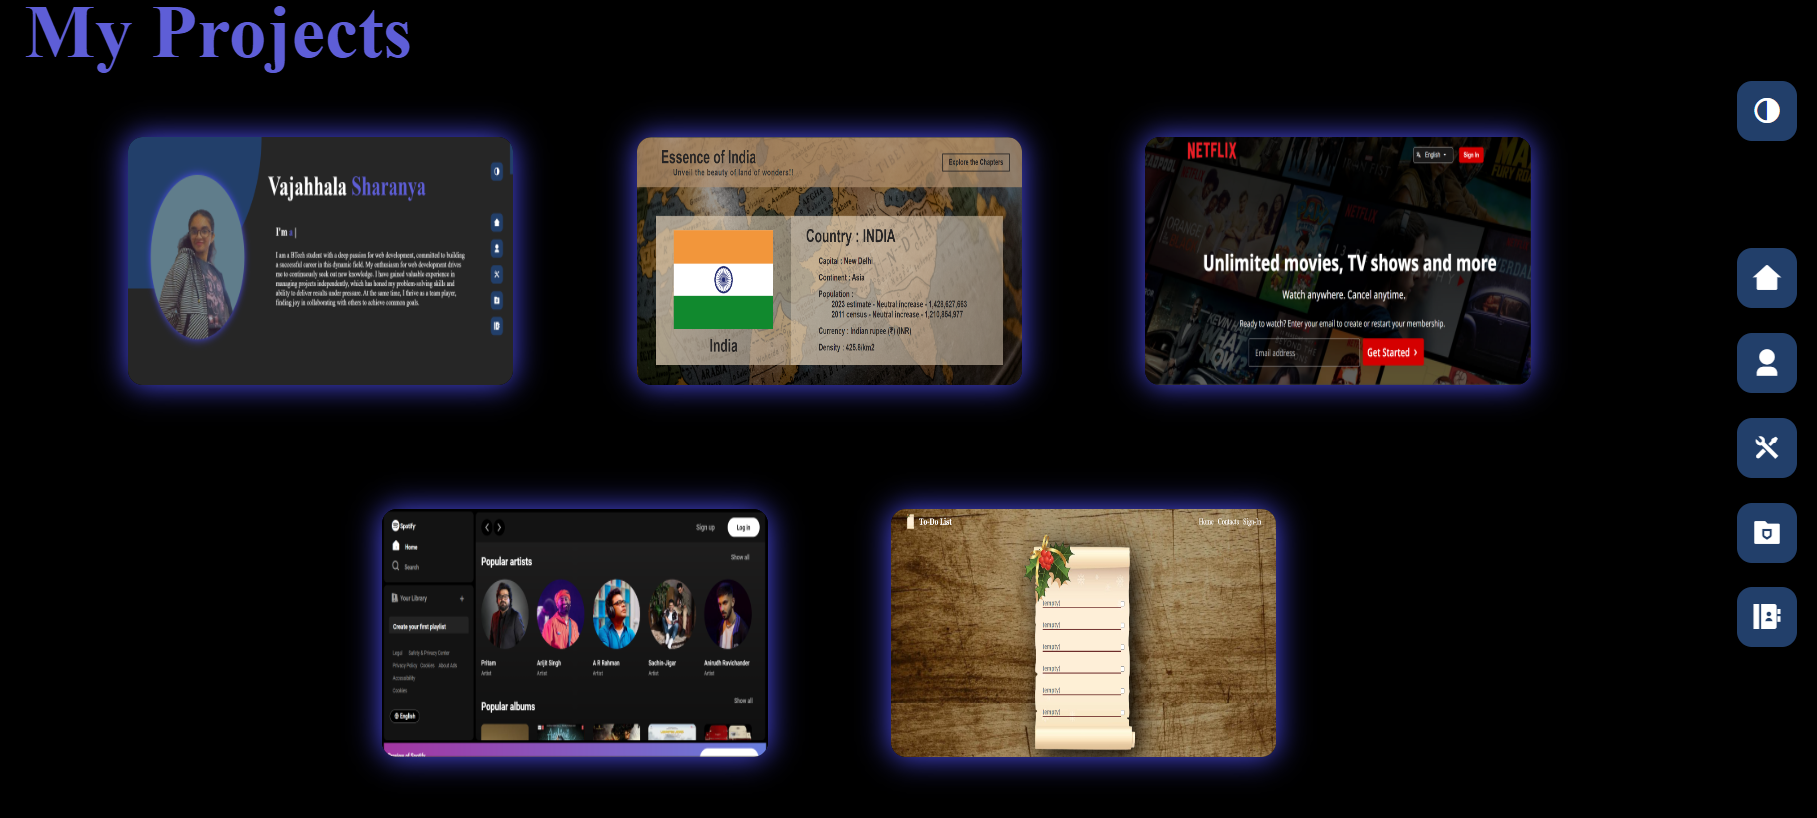 My Projects
Vajahhala Sharanya
I'm a |
I am a BTech student with a deep passion for web development, committed to building
a successful career in this dynamic field. My enthusiasm for web development drives
me to continuously seek out new knowledge. I have gained valuable experience in
managing projects independently, which has honed my problem-solving skills and
ability to deliver results under pressure. At the same time, I thrive as a team player,
finding joy in collaborating with others to achieve common goals.
Essence of India
Unveil the beauty of land of wonders!!
Explore the Chapters
India
Country : INDIA
Capital : New Delhi
Continent : Asia
Population :
2023 estimate - Neutral increase - 1,428,627,663
2011 census - Neutral increase - 1,210,854,977
Currency : Indian rupee (₹) (INR)
Density : 425.8/km2
NETFLIX
English
Sign In
Unlimited movies, TV shows and more
Watch anywhere. Cancel anytime.
Ready to watch? Enter your email to create or restart your membership.
Email address
Get Started >
Spotify
Home
Search
Your Library +
Create your first playlist
Legal Safety & Privacy Center
Privacy Policy Cookies About Ads
Accessibility
Cookies
English
Sign up
Log in
Popular artists
Show all
Pritam Arijit Singh A R Rahman Sachin-Jigar Anirudh Ravichander
Artist Artist Artist Artist Artist
Popular albums
Show all
of Spotify
To-Do List
Home Contacts Sign-in
(empty)
(empty)
(empty)
(empty)
(empty)
(empty)